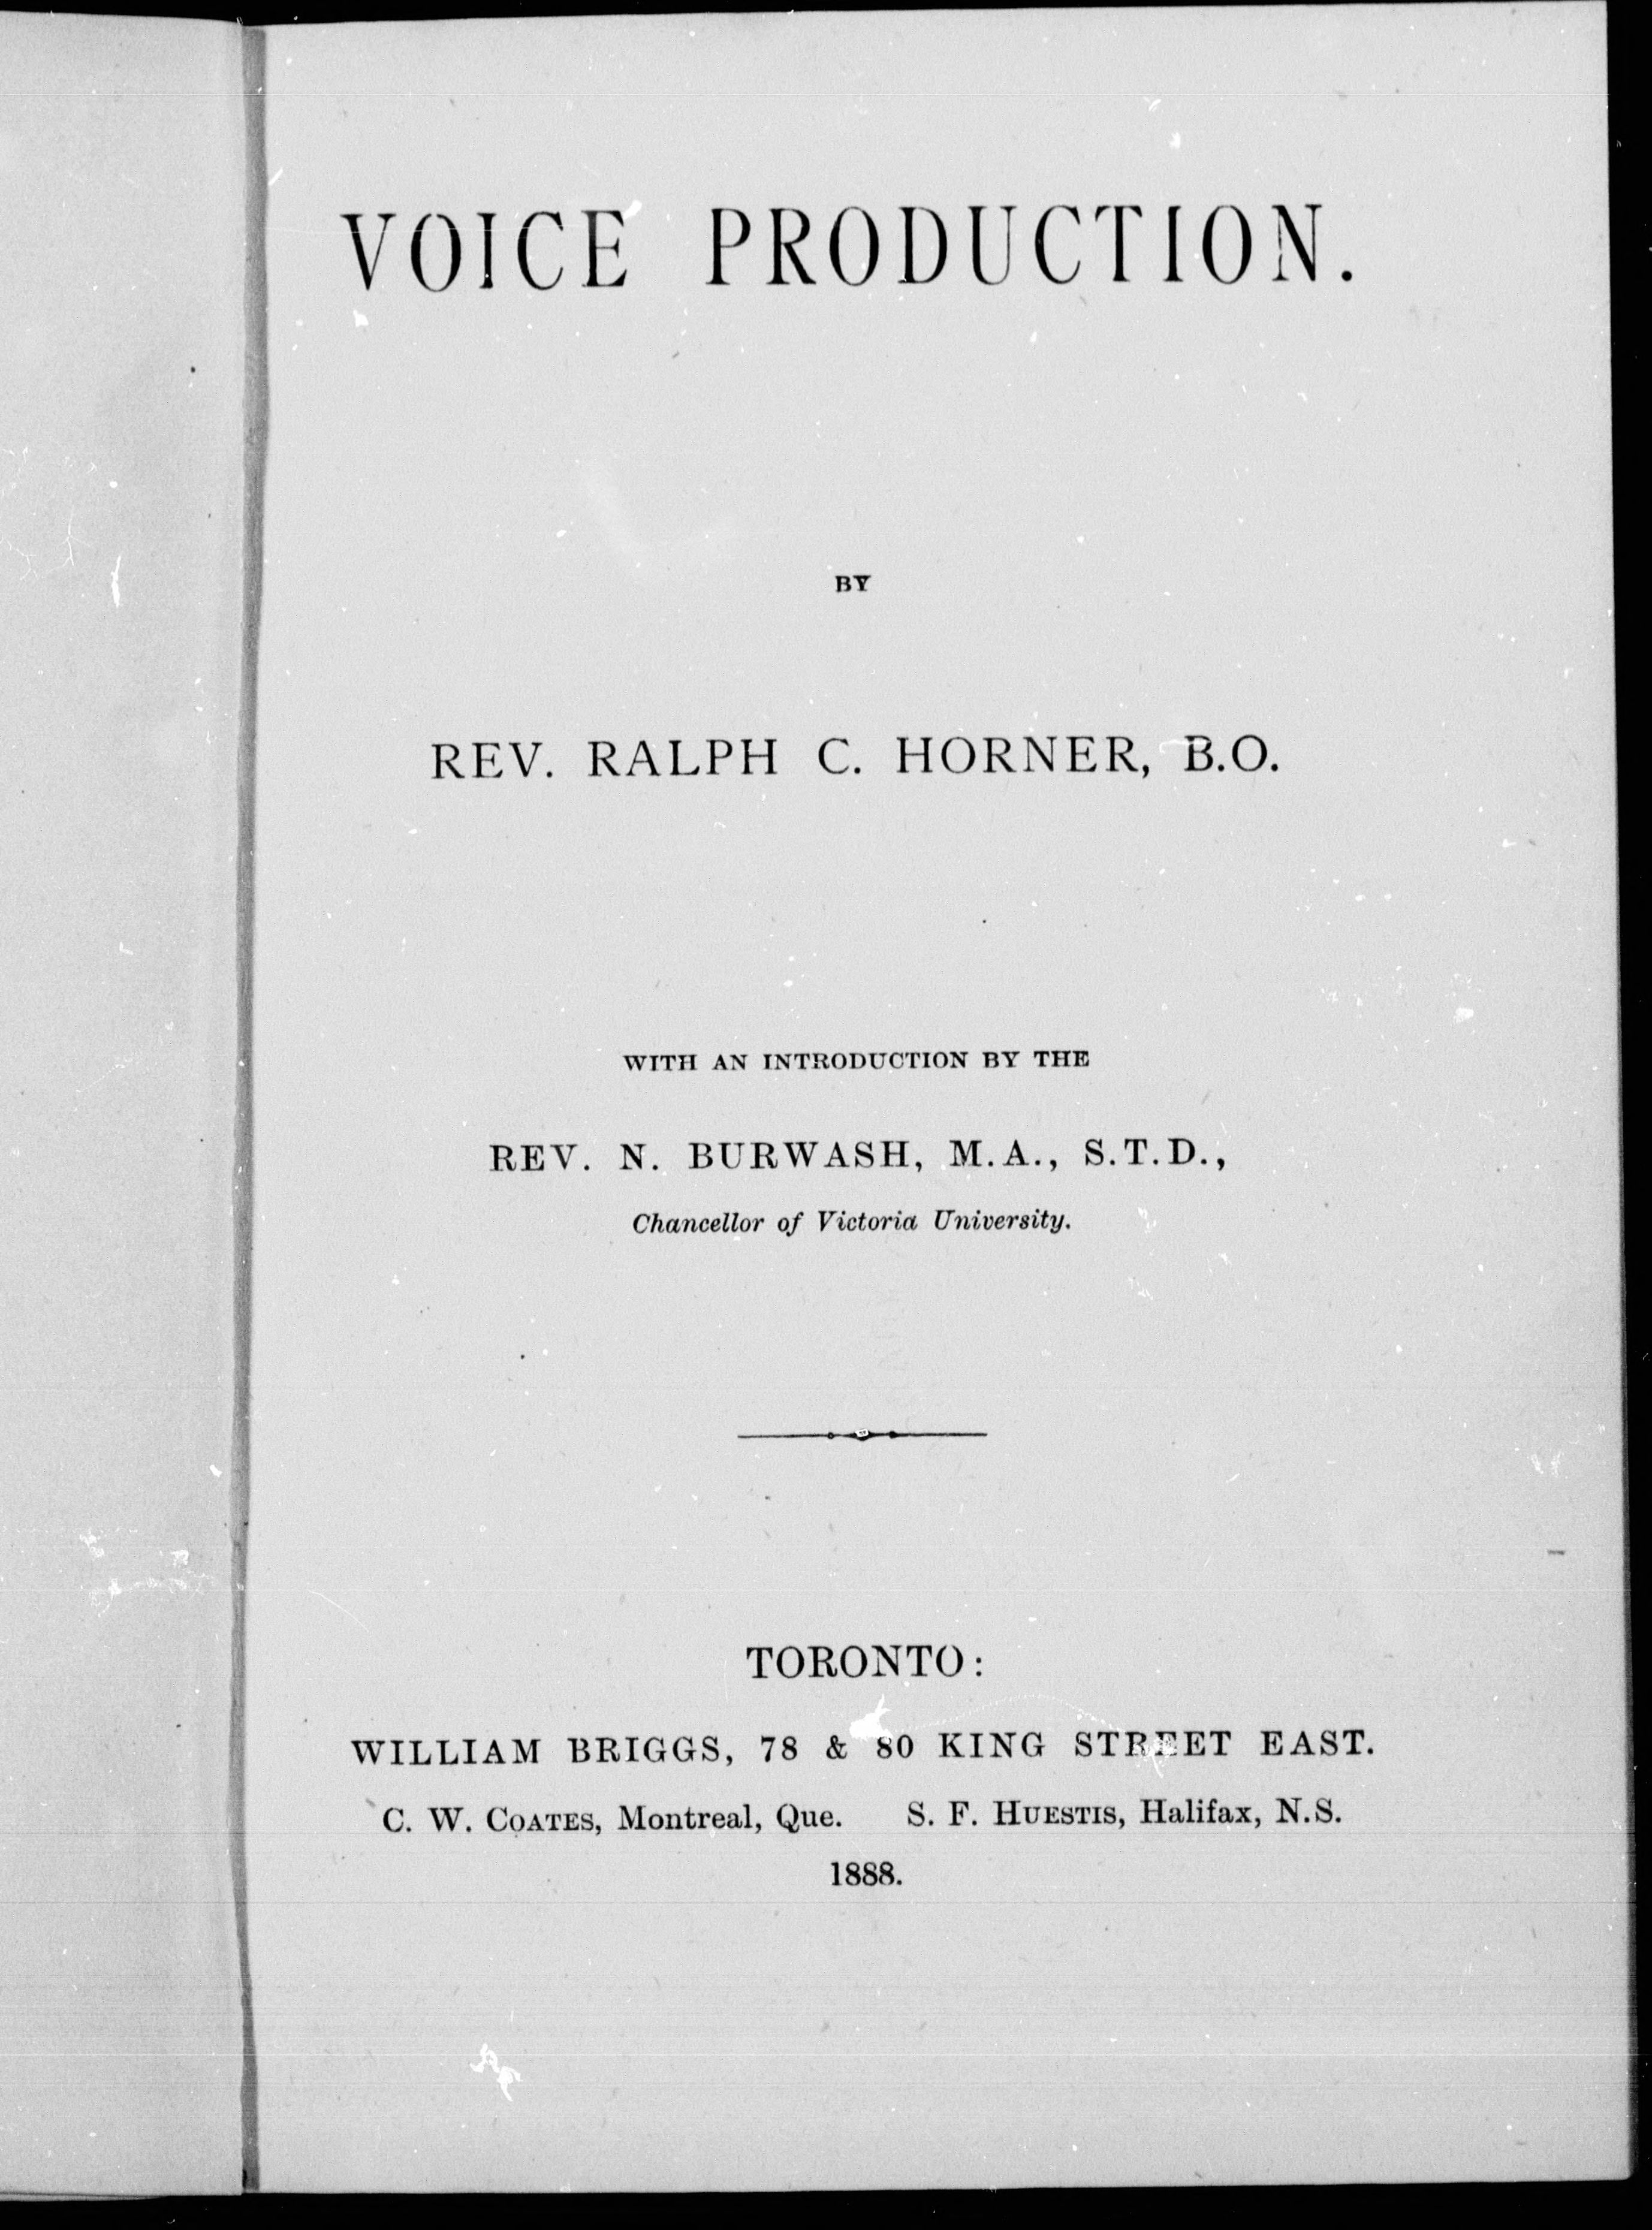 VOICE PRODUCTION.
BY
REV. RALPH C. HORNER, B.O.
WITH AN INTRODUCTION BY THE
REV. N. BURWASH, M.A., S.T.D.,
Chancellor of Victoria University.
TORONTO:
WILLIAM BRIGGS, 78 & 80 KING STREET EAST.
C. W. COATES, Montreal, Que. S. F. HUESTIS, Halifax, N.S.
1888.